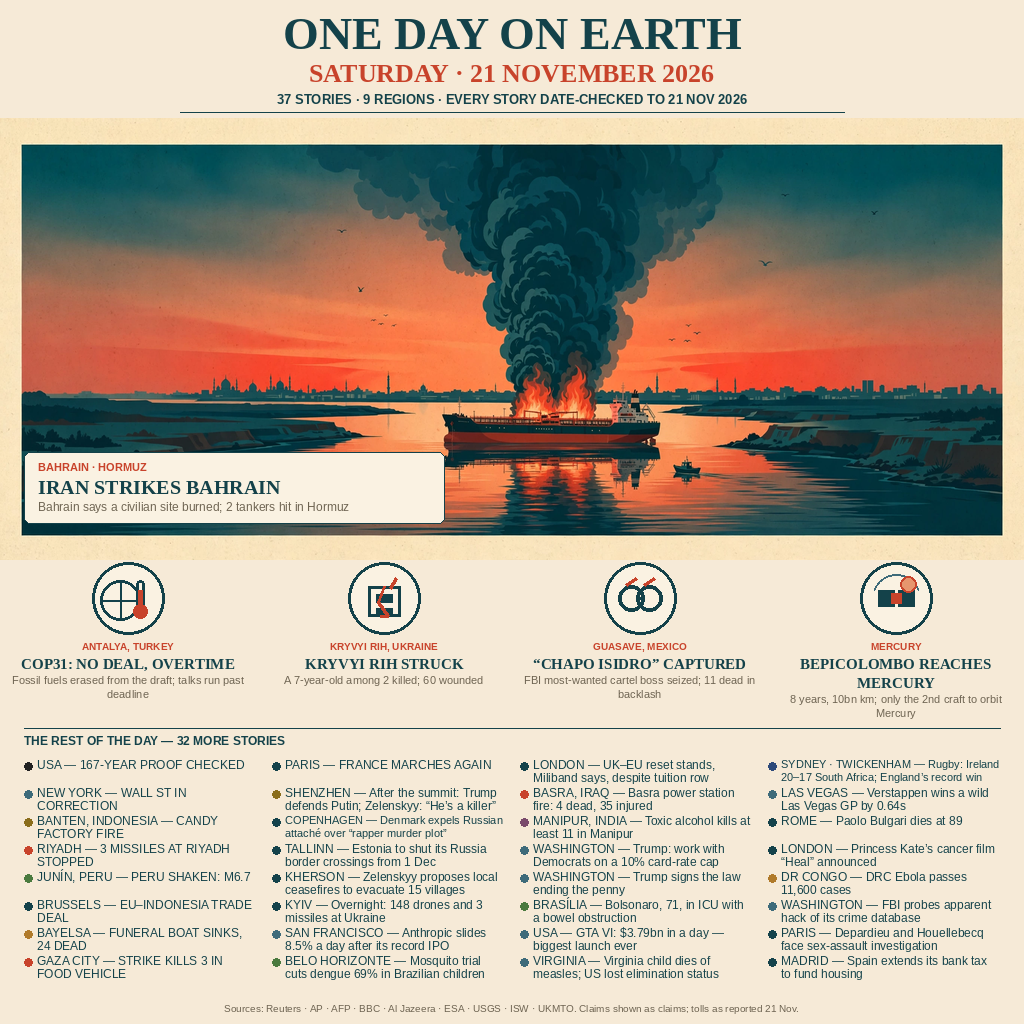 ONE DAY ON EARTH
SATURDAY · 21 NOVEMBER 2026
37 STORIES · 9 REGIONS · EVERY STORY DATE-CHECKED TO 21 NOV 2026
BAHRAIN · HORMUZ
IRAN STRIKES BAHRAIN
Bahrain says a civilian site burned; 2 tankers hit in Hormuz
ANTALYA, TURKEY
COP31: NO DEAL, OVERTIME
Fossil fuels erased from the draft; talks run past
deadline
KRYVYI RIH, UKRAINE
KRYVYI RIH STRUCK
A 7-year-old among 2 killed; 60 wounded
GUASAVE, MEXICO
“CHAPO ISIDRO” CAPTURED
FBI most-wanted cartel boss seized; 11 dead in
backlash
MERCURY
BEPICOLOMBO REACHES
MERCURY
8 years, 10bn km; only the 2nd craft to orbit
Mercury
THE REST OF THE DAY — 32 MORE STORIES
USA — 167-YEAR PROOF CHECKED
NEW YORK — WALL ST IN
CORRECTION
BANTEN, INDONESIA — CANDY
FACTORY FIRE
RIYADH — 3 MISSILES AT RIYADH
STOPPED
JUNÍN, PERU — PERU SHAKEN: M6.7
BRUSSELS — EU–INDONESIA TRADE
DEAL
BAYELSA — FUNERAL BOAT SINKS,
24 DEAD
GAZA CITY — STRIKE KILLS 3 IN
FOOD VEHICLE
PARIS — FRANCE MARCHES AGAIN
SHENZHEN — After the summit: Trump
defends Putin; Zelenskyy: “He’s a killer”
COPENHAGEN — Denmark expels Russian
attaché over “rapper murder plot”
TALLINN — Estonia to shut its Russia
border crossings from 1 Dec
KHERSON — Zelenskyy proposes local
ceasefires to evacuate 15 villages
KYIV — Overnight: 148 drones and 3
missiles at Ukraine
SAN FRANCISCO — Anthropic slides
8.5% a day after its record IPO
BELO HORIZONTE — Mosquito trial
cuts dengue 69% in Brazilian children
LONDON — UK–EU reset stands,
Miliband says, despite tuition row
BASRA, IRAQ — Basra power station
fire: 4 dead, 35 injured
MANIPUR, INDIA — Toxic alcohol kills at
least 11 in Manipur
WASHINGTON — Trump: work with
Democrats on a 10% card-rate cap
WASHINGTON — Trump signs the law
ending the penny
BRASÍLIA — Bolsonaro, 71, in ICU with
a bowel obstruction
USA — GTA VI: $3.79bn in a day —
biggest launch ever
VIRGINIA — Virginia child dies of
measles; US lost elimination status
SYDNEY · TWICKENHAM — Rugby: Ireland
20–17 South Africa; England’s record win
LAS VEGAS — Verstappen wins a wild
Las Vegas GP by 0.64s
ROME — Paolo Bulgari dies at 89
LONDON — Princess Kate’s cancer film
“Heal” announced
DR CONGO — DRC Ebola passes
11,600 cases
WASHINGTON — FBI probes apparent
hack of its crime database
PARIS — Depardieu and Houellebecq
face sex-assault investigation
MADRID — Spain extends its bank tax
to fund housing
Sources: Reuters · AP · AFP · BBC · Al Jazeera · ESA · USGS · ISW · UKMTO. Claims shown as claims; tolls as reported 21 Nov.